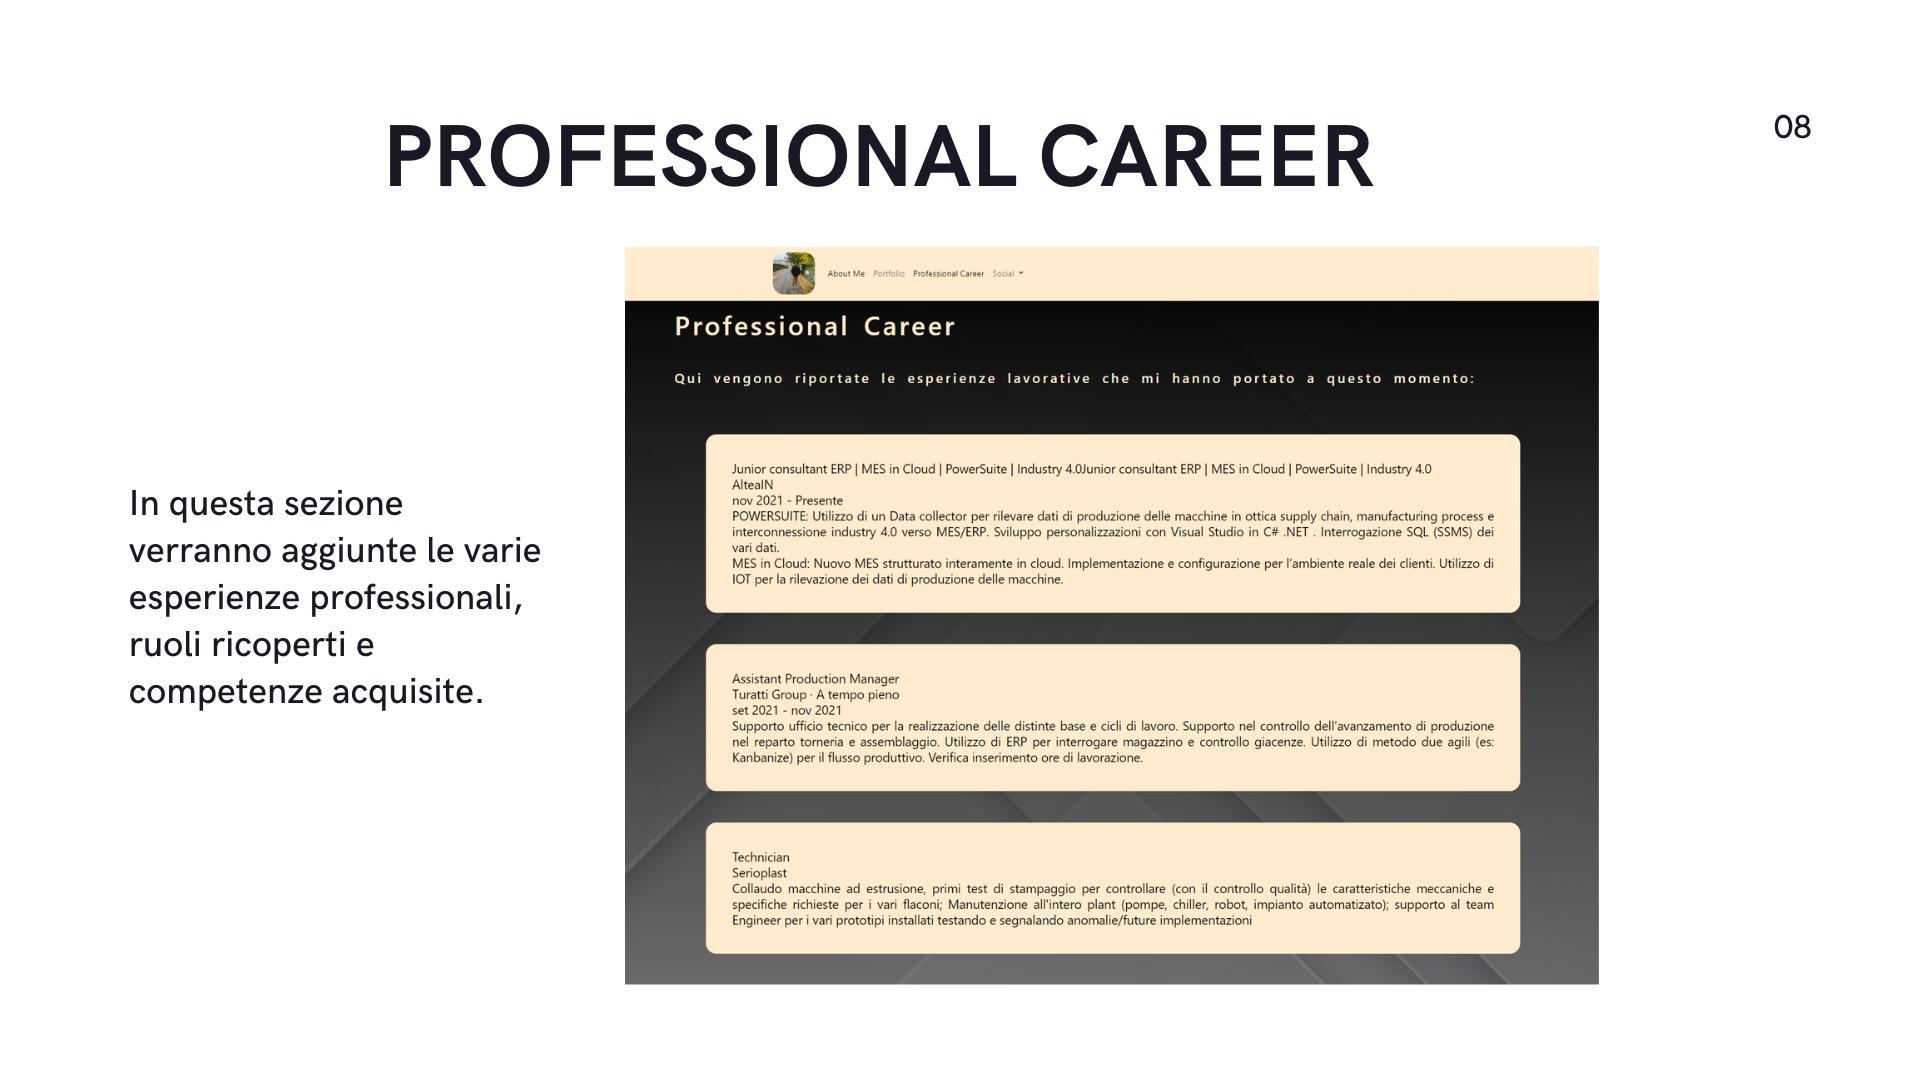 PROFESSIONAL CAREER
08
In questa sezione
verranno aggiunte le varie
esperienze professionali,
ruoli ricoperti e
competenze acquisite.
About Me Portfolio Professional Career Social
Professional Career
Qui vengono riportate le esperienze lavorative che mi hanno portato a questo momento:
Junior consultant ERP | MES in Cloud | PowerSuite | Industry 4.0Junior consultant ERP | MES in Cloud | PowerSuite | Industry 4.0
AlteaIN
nov 2021 - Presente
POWERSUITE: Utilizzo di un Data collector per rilevare dati di produzione delle macchine in ottica supply chain, manufacturing process e
interconnessione industry 4.0 verso MES/ERP. Sviluppo personalizzazioni con Visual Studio in C# .NET . Interrogazione SQL (SSMS) dei
vari dati.
MES in Cloud: Nuovo MES strutturato interamente in cloud. Implementazione e configurazione per l'ambiente reale dei clienti. Utilizzo di
IOT per la rilevazione dei dati di produzione delle macchine.
Assistant Production Manager
Turatti Group · A tempo pieno
set 2021 - nov 2021
Supporto ufficio tecnico per la realizzazione delle distinte base e cicli di lavoro. Supporto nel controllo dell'avanzamento di produzione
nel reparto torneria e assemblaggio. Utilizzo di ERP per interrogare magazzino e controllo giacenze. Utilizzo di metodo due agili (es:
Kanbanize) per il flusso produttivo. Verifica inserimento ore di lavorazione.
Technician
Serioplast
Collaudo macchine ad estrusione, primi test di stampaggio per controllare (con il controllo qualità) le caratteristiche meccaniche e
specifiche richieste per i vari flaconi; Manutenzione all'intero plant (pompe, chiller, robot, impianto automatizato); supporto al team
Engineer per i vari prototipi installati testando e segnalando anomalie/future implementazioni